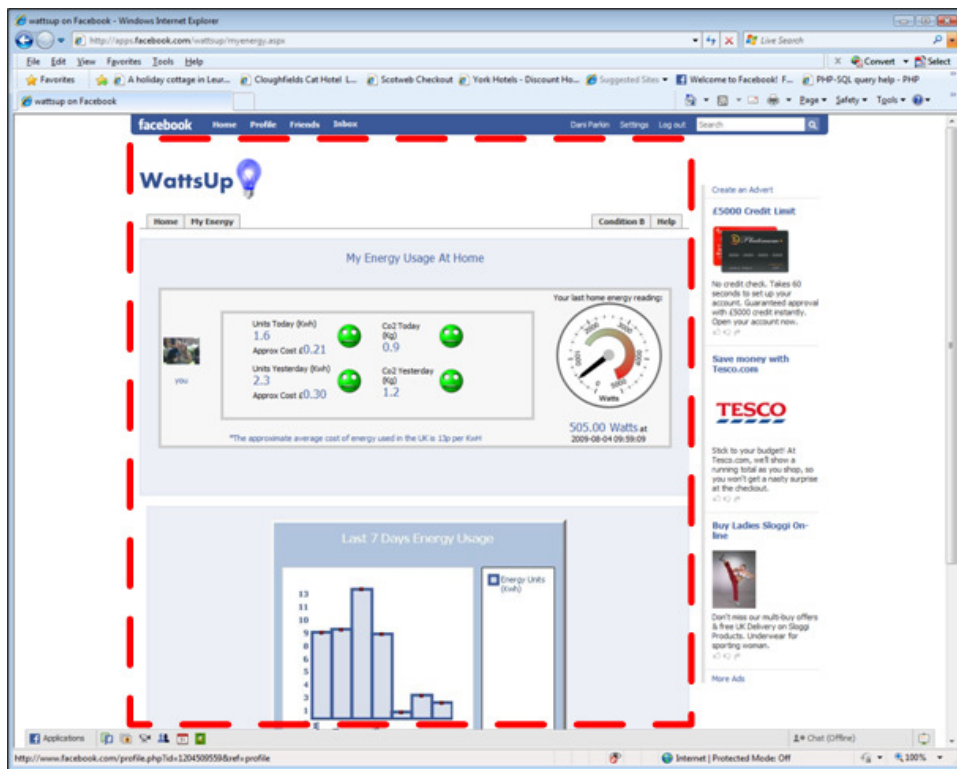 wattsup on Facebook - Windows Internet Explorer
http://apps.facebook.com/wattsup/myenergy.aspx
Live Search
File Edit View Favorites Tools Help
Convert Select
Favorites
A holiday cottage in Leur...
Cloughfields Cat Hotel L...
Scotweb Checkout
York Hotels - Discount Ho...
Suggested Sites
Welcome to Facebook! F...
PHP-SQL query help - PHP
wattsup on Facebook
Page Safety Tools
facebook Home Profile Friends Inbox
Dani Parkin Settings Log out Search
WattsUp
Home My Energy
Condition B Help
My Energy Usage At Home
you
Units Today (Kwh)
1.6
Approx Cost £0.21
Co2 Today
(Kg)
0.9
Units Yesterday (Kwh)
2.3
Approx Cost £0.30
Co2 Yesterday
(Kg)
1.2
*The approximate average cost of energy used in the UK is 13p per KwH
Your last home energy reading:
0 1000 2000 3000 4000 5000
Watts
505.00 Watts at
2009-08-04 09:59:09
Last 7 Days Energy Usage
13
11
10
9
8
6
5
4
3
1
Energy Units
(Kwh)
Create an Advert
£5000 Credit Limit
Platinum
No credit check. Takes 60
seconds to set up your
account. Guaranteed approval
with £5000 credit instantly.
Open your account now.
Save money with
Tesco.com
TESCO
Stick to your budget! At
Tesco.com, we'll show a
running total as you shop, so
you won't get a nasty surprise
at the checkout.
Buy Ladies Sloggi On-
line
Don't miss our multi-buy offers
& free UK Delivery on Sloggi
Products. Underwear for
sporting woman.
More Ads
Applications
Chat (Offline)
http://www.facebook.com/profile.php?id=1204509559&ref=profile
Internet | Protected Mode: Off
100%